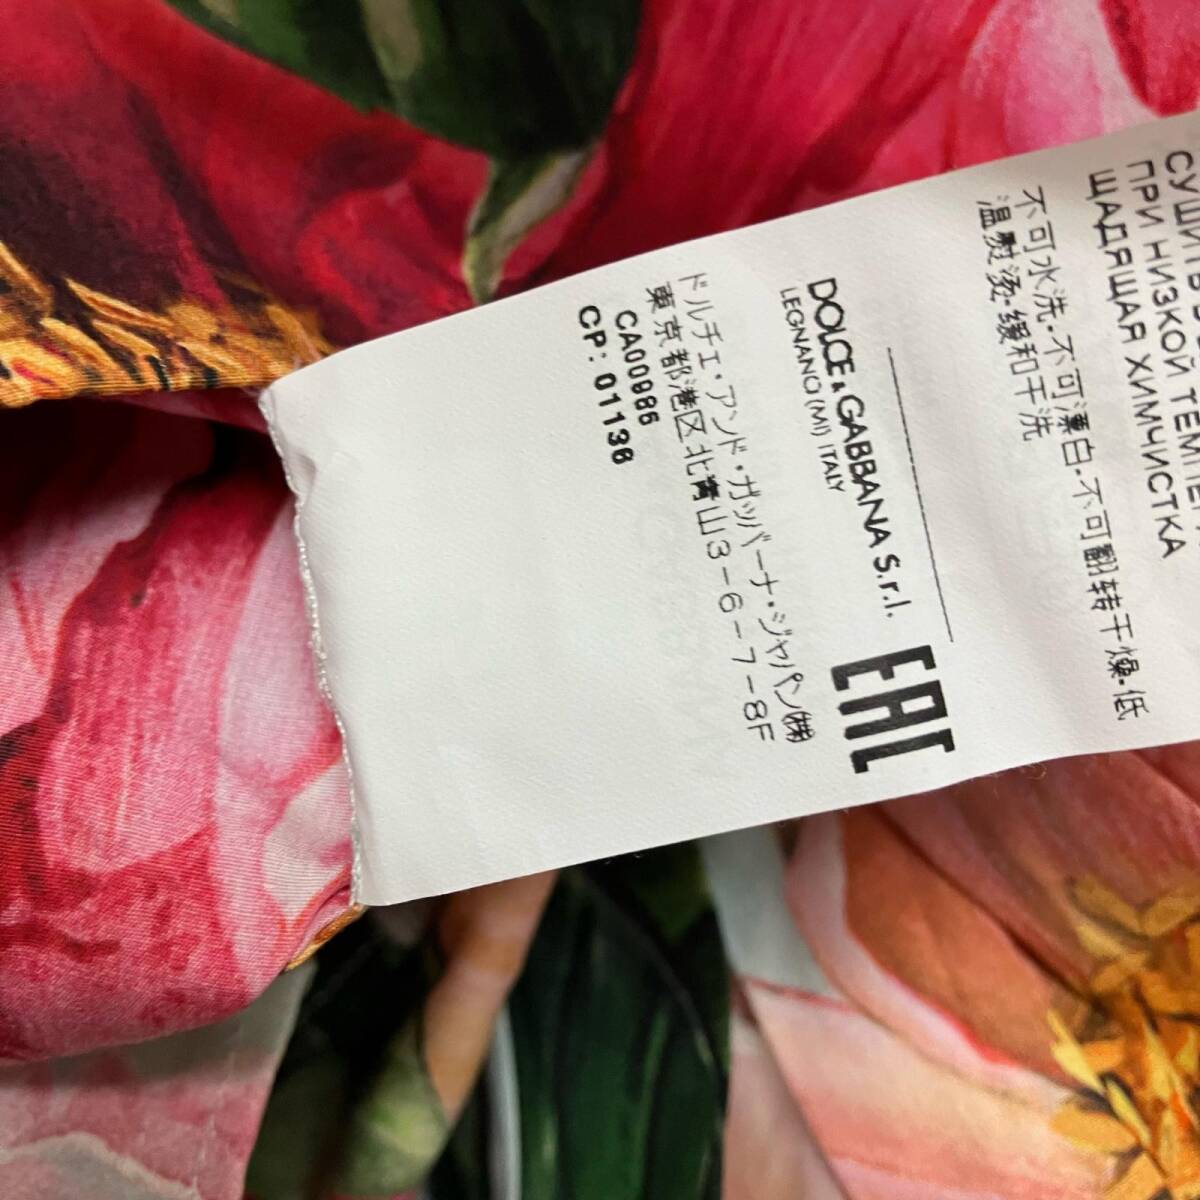 СУШИТЬ
ПРИ НИЗКОЙ
ЩАДЯЩАЯ ХИМЧИСТКА
不可水洗-不可漂白-不可翻转干燥-低
温熨烫-缓和干洗
DOLCE & GABBANA S.r.l.
LEGNANO (MI) ITALY
EAC
ドルチェ・アンド・ガッバーナ・ジャパン㈱
東京都港区北青山3-6-7-8F
CA00986
CP: 01136